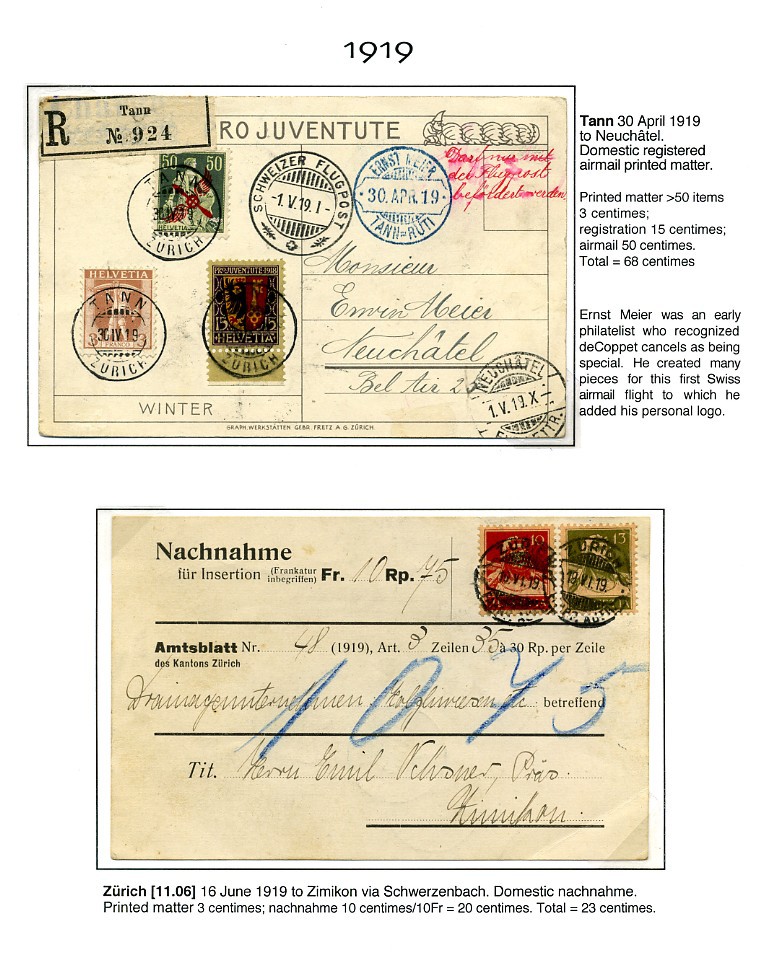 1919
R
Tann
№ 924
PRO JUVENTUTE
50 50
HELVETIA
TANN
ZÜRICH
SCHWEIZER FLUGPOST
-1.V.19.I-
ERNST MEIER
·30.APR.19·
TANN-RÜTI
Darf nur mit
der Flugpost
befördert werden.
Monsieur
Erwin Meier
Neuchâtel
Bel Air 2
HELVETIA
3 FRANCO 3
TANN
30.IV.19
ZÜRICH
PRO JUVENTUTE 1918
15 15
HELVETIA
ZÜRICH
NEUCHÂTEL
1.V.19.X-
WINTER
GRAPH. WERKSTÄTTEN GEBR. FRETZ A.G. ZÜRICH.
Tann 30 April 1919
to Neuchâtel.
Domestic registered
airmail printed matter.
Printed matter >50 items
3 centimes;
registration 15 centimes;
airmail 50 centimes.
Total = 68 centimes
Ernst Meier was an early
philatelist who recognized
deCoppet cancels as being
special. He created many
pieces for this first Swiss
airmail flight to which he
added his personal logo.
Nachnahme
für Insertion (Frankatur inbegriffen) Fr. 10 Rp. 75
10 13
Amtsblatt Nr. 48 (1919), Art. 3 Zeilen 35 à 30 Rp. per Zeile
des Kantons Zürich
Drainageunternehmen betreffend
10 75
Tit. Herrn Emil Präs.
Zimikon.
Zürich [11.06] 16 June 1919 to Zimikon via Schwerzenbach. Domestic nachnahme.
Printed matter 3 centimes; nachnahme 10 centimes/10Fr = 20 centimes. Total = 23 centimes.